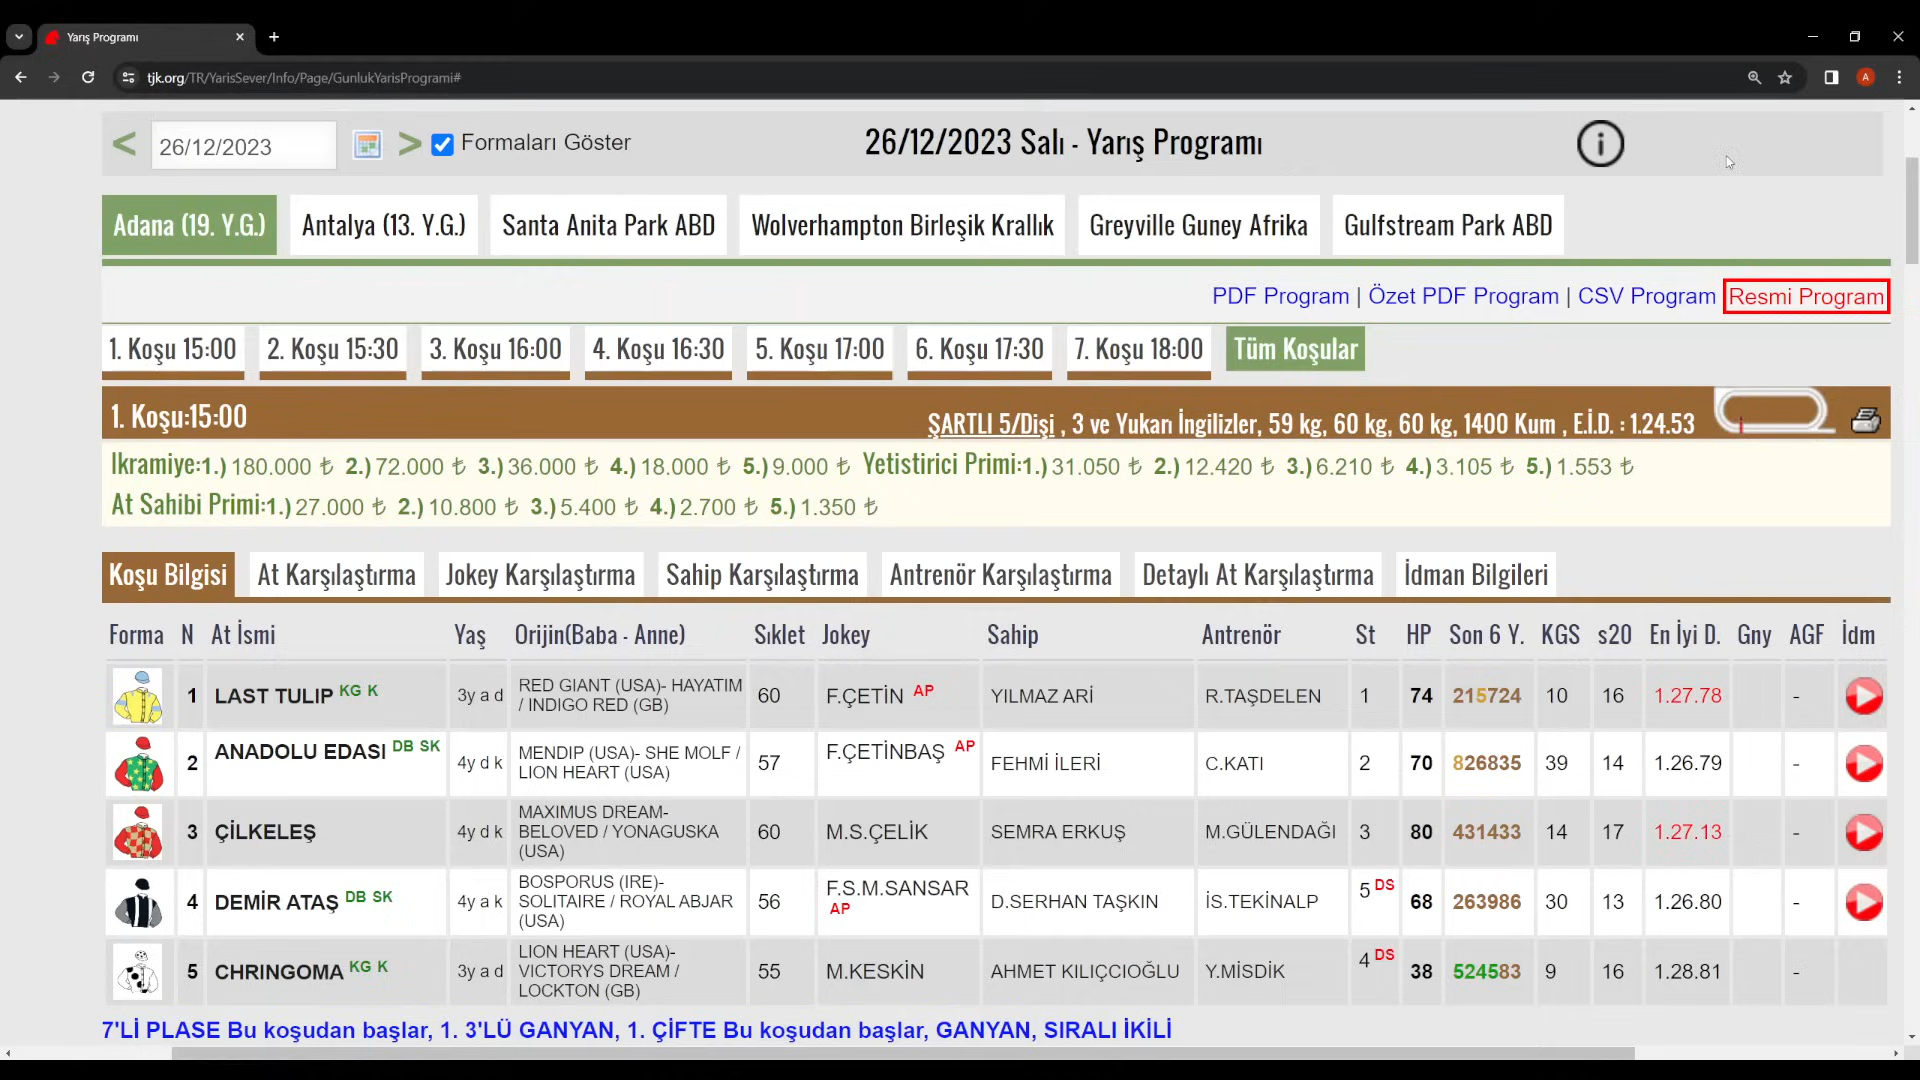 Yarış Programı
tjk.org/TR/YarisSever/Info/Page/GunlukYarisProgrami#
A
< 26/12/2023 > Formaları Göster 26/12/2023 Salı - Yarış Programı i
Adana (19. Y.G.) Antalya (13. Y.G.) Santa Anita Park ABD Wolverhampton Birleşik Krallık Greyville Guney Afrika Gulfstream Park ABD
PDF Program | Özet PDF Program | CSV Program Resmi Program
1. Koşu 15:00 2. Koşu 15:30 3. Koşu 16:00 4. Koşu 16:30 5. Koşu 17:00 6. Koşu 17:30 7. Koşu 18:00 Tüm Koşular
1. Koşu:15:00 ŞARTLI 5/Dişi , 3 ve Yukarı İngilizler, 59 kg, 60 kg, 60 kg, 1400 Kum , E.İ.D. : 1.24.53
Ikramiye:1.) 180.000 ₺ 2.) 72.000 ₺ 3.) 36.000 ₺ 4.) 18.000 ₺ 5.) 9.000 ₺ Yetistirici Primi:1.) 31.050 ₺ 2.) 12.420 ₺ 3.) 6.210 ₺ 4.) 3.105 ₺ 5.) 1.553 ₺
At Sahibi Primi:1.) 27.000 ₺ 2.) 10.800 ₺ 3.) 5.400 ₺ 4.) 2.700 ₺ 5.) 1.350 ₺
Koşu Bilgisi At Karşılaştırma Jokey Karşılaştırma Sahip Karşılaştırma Antrenör Karşılaştırma Detaylı At Karşılaştırma İdman Bilgileri
Forma N At İsmi Yaş Orijin(Baba - Anne) Sıklet Jokey Sahip Antrenör St HP Son 6 Y. KGS s20 En İyi D. Gny AGF İdm
1 LAST TULIP KG K 3y a d RED GIANT (USA)- HAYATIM / INDIGO RED (GB) 60 F.ÇETİN AP YILMAZ ARİ R.TAŞDELEN 1 74 215724 10 16 1.27.78 -
2 ANADOLU EDASI DB SK 4y d k MENDIP (USA)- SHE MOLF / LION HEART (USA) 57 F.ÇETİNBAŞ AP FEHMİ İLERİ C.KATI 2 70 826835 39 14 1.26.79 -
3 ÇİLKELEŞ 4y d k MAXIMUS DREAM- BELOVED / YONAGUSKA (USA) 60 M.S.ÇELİK SEMRA ERKUŞ M.GÜLENDAĞI 3 80 431433 14 17 1.27.13 -
4 DEMİR ATAŞ DB SK 4y a k BOSPORUS (IRE)- SOLITAIRE / ROYAL ABJAR (USA) 56 F.S.M.SANSAR AP D.SERHAN TAŞKIN İS.TEKİNALP 5 DS 68 263986 30 13 1.26.80 -
5 CHRINGOMA KG K 3y a d LION HEART (USA)- VICTORYS DREAM / LOCKTON (GB) 55 M.KESKİN AHMET KILIÇCIOĞLU Y.MİSDİK 4 DS 38 524583 9 16 1.28.81 -
7'Lİ PLASE Bu koşudan başlar, 1. 3'LÜ GANYAN, 1. ÇİFTE Bu koşudan başlar, GANYAN, SIRALI İKİLİ